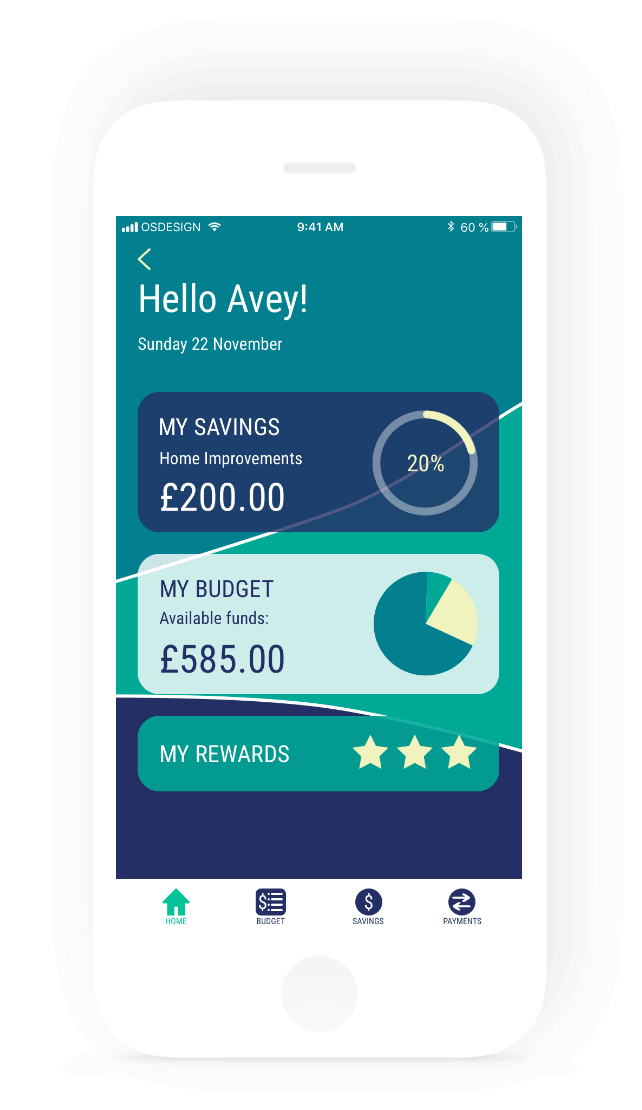 OSDESIGN 9:41 AM 60 %
Hello Avey!
Sunday 22 November
MY SAVINGS
Home Improvements
£200.00
20%
MY BUDGET
Available funds:
£585.00
MY REWARDS
HOME BUDGET SAVINGS PAYMENTS